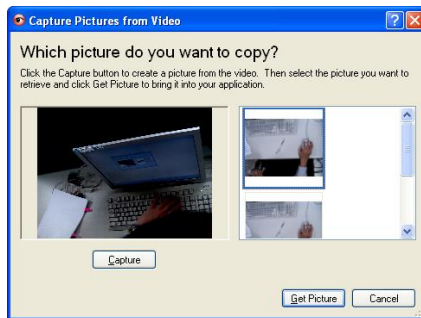 Capture Pictures from Video
Which picture do you want to copy?
Click the Capture button to create a picture from the video. Then select the picture you want to
retrieve and click Get Picture to bring it into your application.
Capture
Get Picture
Cancel